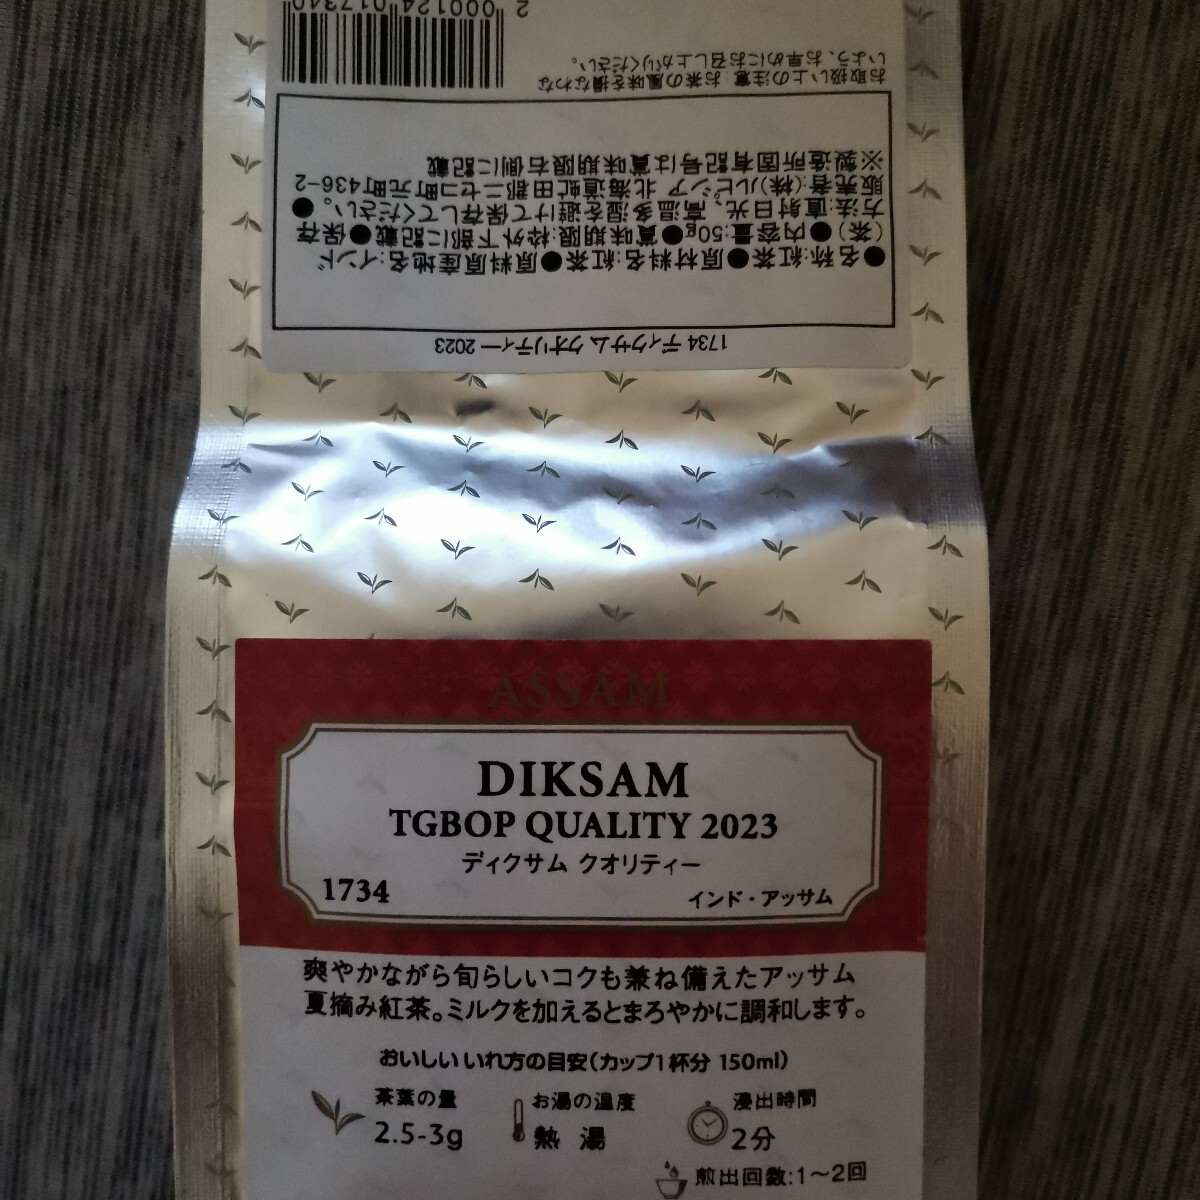 ASSAM
DIKSAM
TGBOP QUALITY 2023
ディクサム クオリティー
1734
インド・アッサム
爽やかながら旬らしいコクも兼ね備えたアッサム
夏摘み紅茶。ミルクを加えるとまろやかに調和します。
おいしいいれ方の目安(カップ1杯分 150ml)
茶葉の量
2.5-3g
お湯の温度
熱湯
浸出時間
2分
煎出回数:1～2回
1734 ディクサム クオリティー 2023
●名称:紅茶●原材料名:紅茶●原料原産地名:インド
(茶)●内容量:50g●賞味期限:枠外下部に記載●保存
方法:直射日光、高温多湿を避けて保存してください。●
販売者:(株)ルピシア 北海道虻田郡ニセコ町元町436-2
※製造所固有記号は賞味期限右側に記載
お取扱い上の注意 お茶の風味を損なわな
いよう、お早めにお召し上がりください。
2 000124 017340